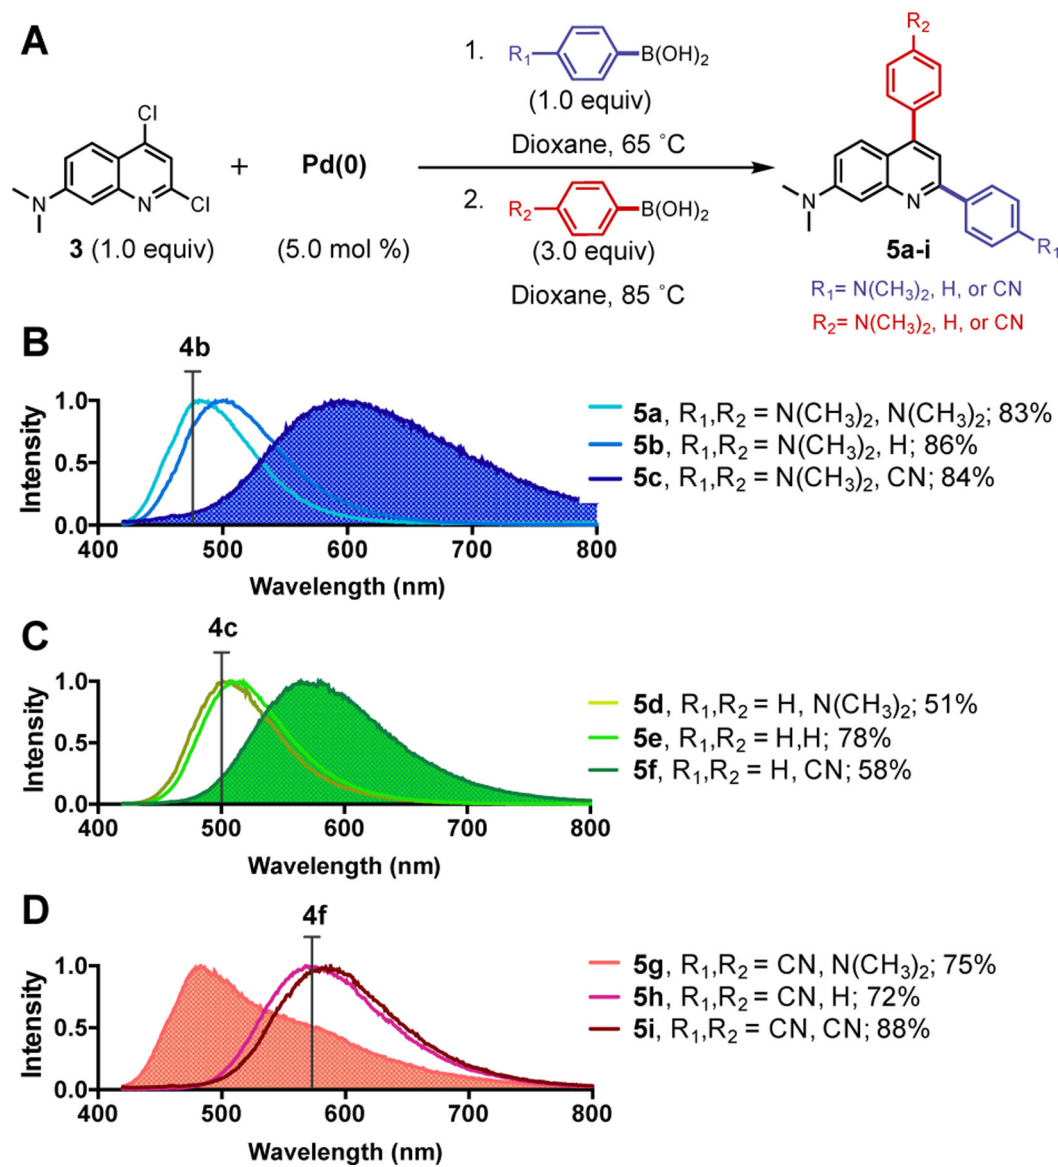 A
1.
R₁
B(OH)₂
(1.0 equiv)
Dioxane, 65 ˚C
2.
R₂
B(OH)₂
(3.0 equiv)
Dioxane, 85 ˚C
Cl
N
N
Cl
3 (1.0 equiv)
+
Pd(0)
(5.0 mol %)
R₂
N
N
R₁
5a-i
R₁= N(CH₃)₂, H, or CN
R₂= N(CH₃)₂, H, or CN
B
4b
Intensity
1.0
0.5
0.0
400 500 600 700 800
Wavelength (nm)
5a, R₁,R₂ = N(CH₃)₂, N(CH₃)₂; 83%
5b, R₁,R₂ = N(CH₃)₂, H; 86%
5c, R₁,R₂ = N(CH₃)₂, CN; 84%
C
4c
Intensity
1.0
0.5
0.0
400 500 600 700 800
Wavelength (nm)
5d, R₁,R₂ = H, N(CH₃)₂; 51%
5e, R₁,R₂ = H,H; 78%
5f, R₁,R₂ = H, CN; 58%
D
4f
Intensity
1.0
0.5
0.0
400 500 600 700 800
Wavelength (nm)
5g, R₁,R₂ = CN, N(CH₃)₂; 75%
5h, R₁,R₂ = CN, H; 72%
5i, R₁,R₂ = CN, CN; 88%